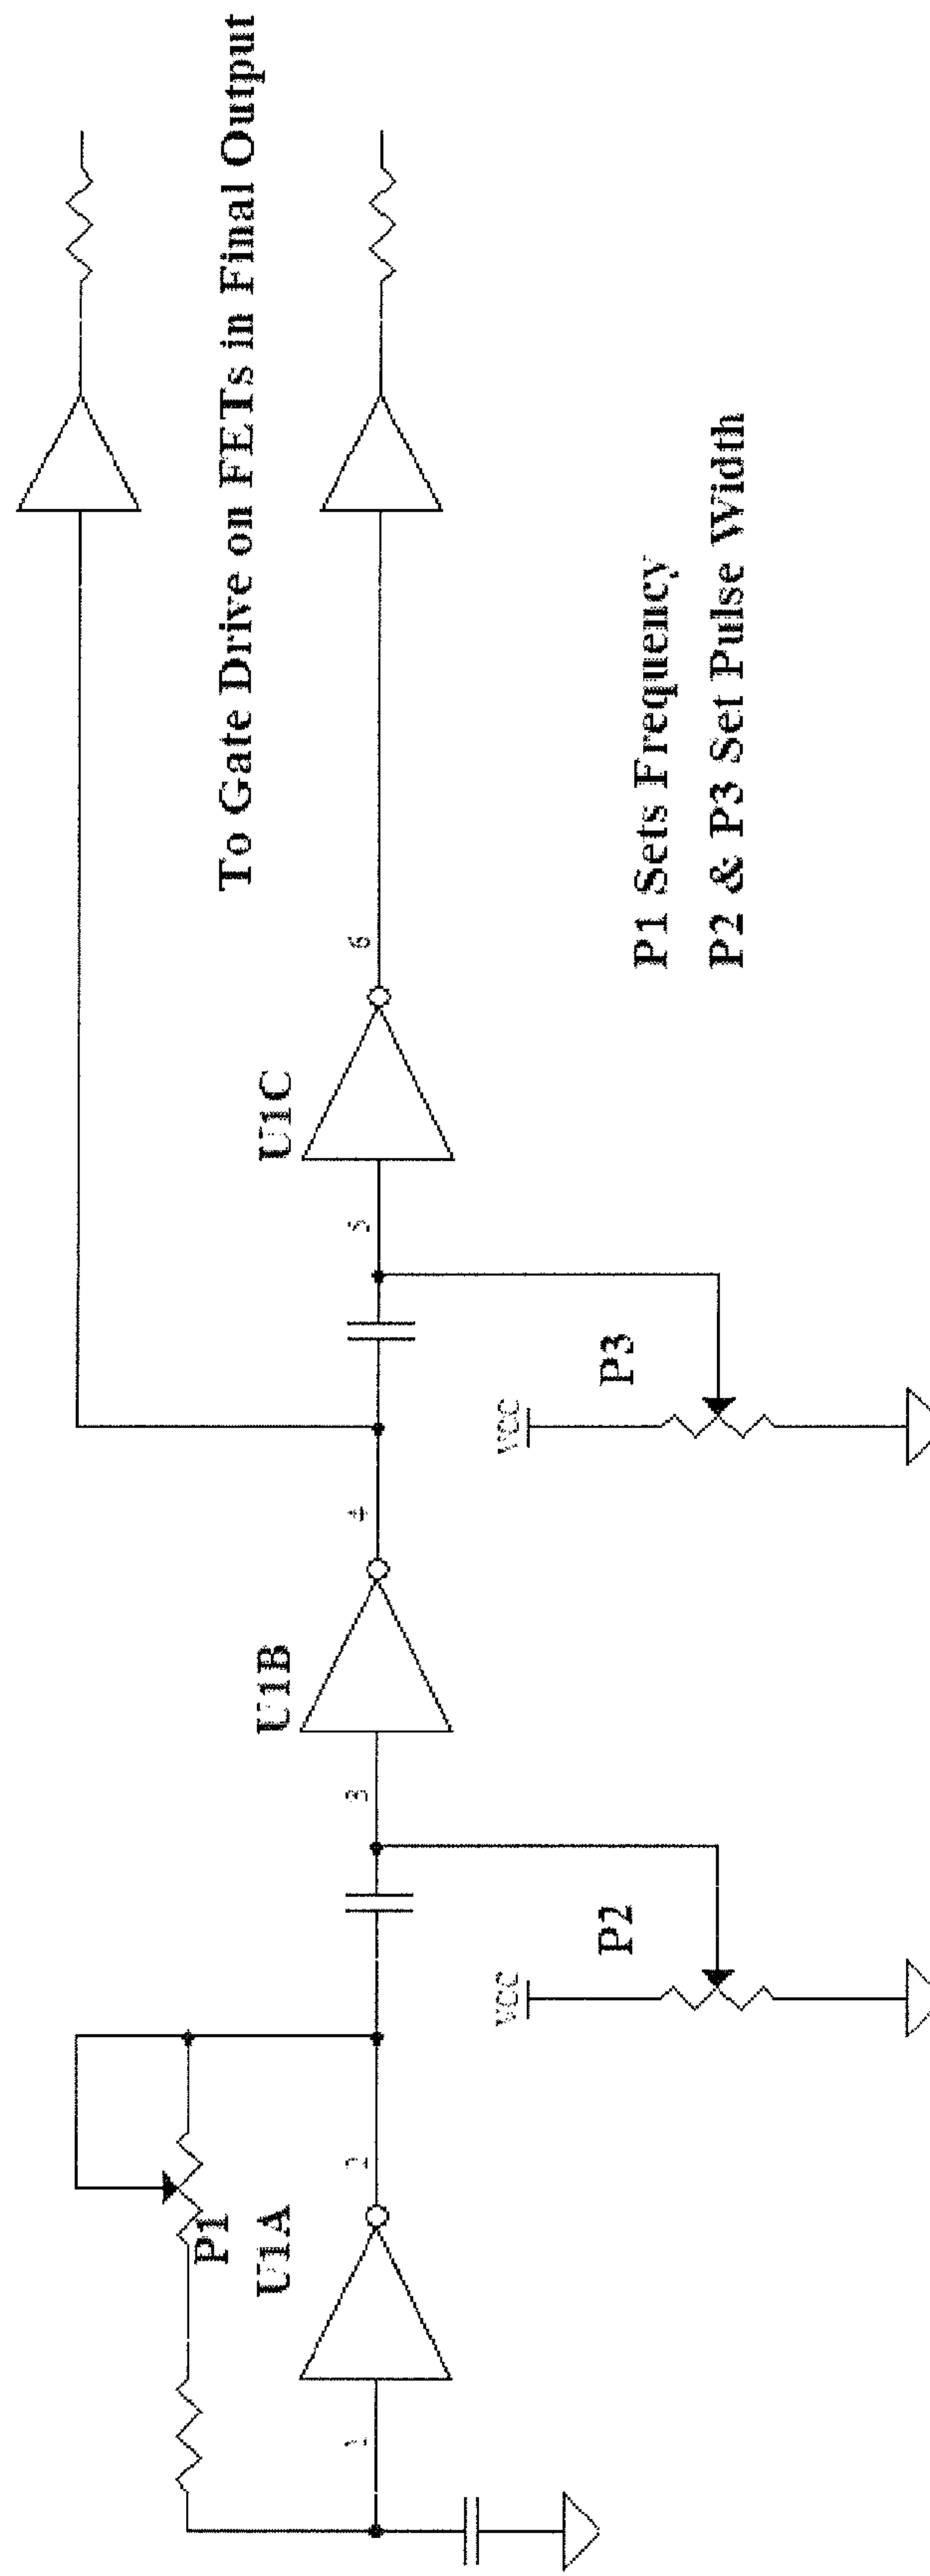 To Gate Drive on FETs in Final Output
P1
U1A
1
2
VCC
P2
3
U1B
4
VCC
P3
5
U1C
6
P1 Sets Frequency
P2 & P3 Set Pulse Width